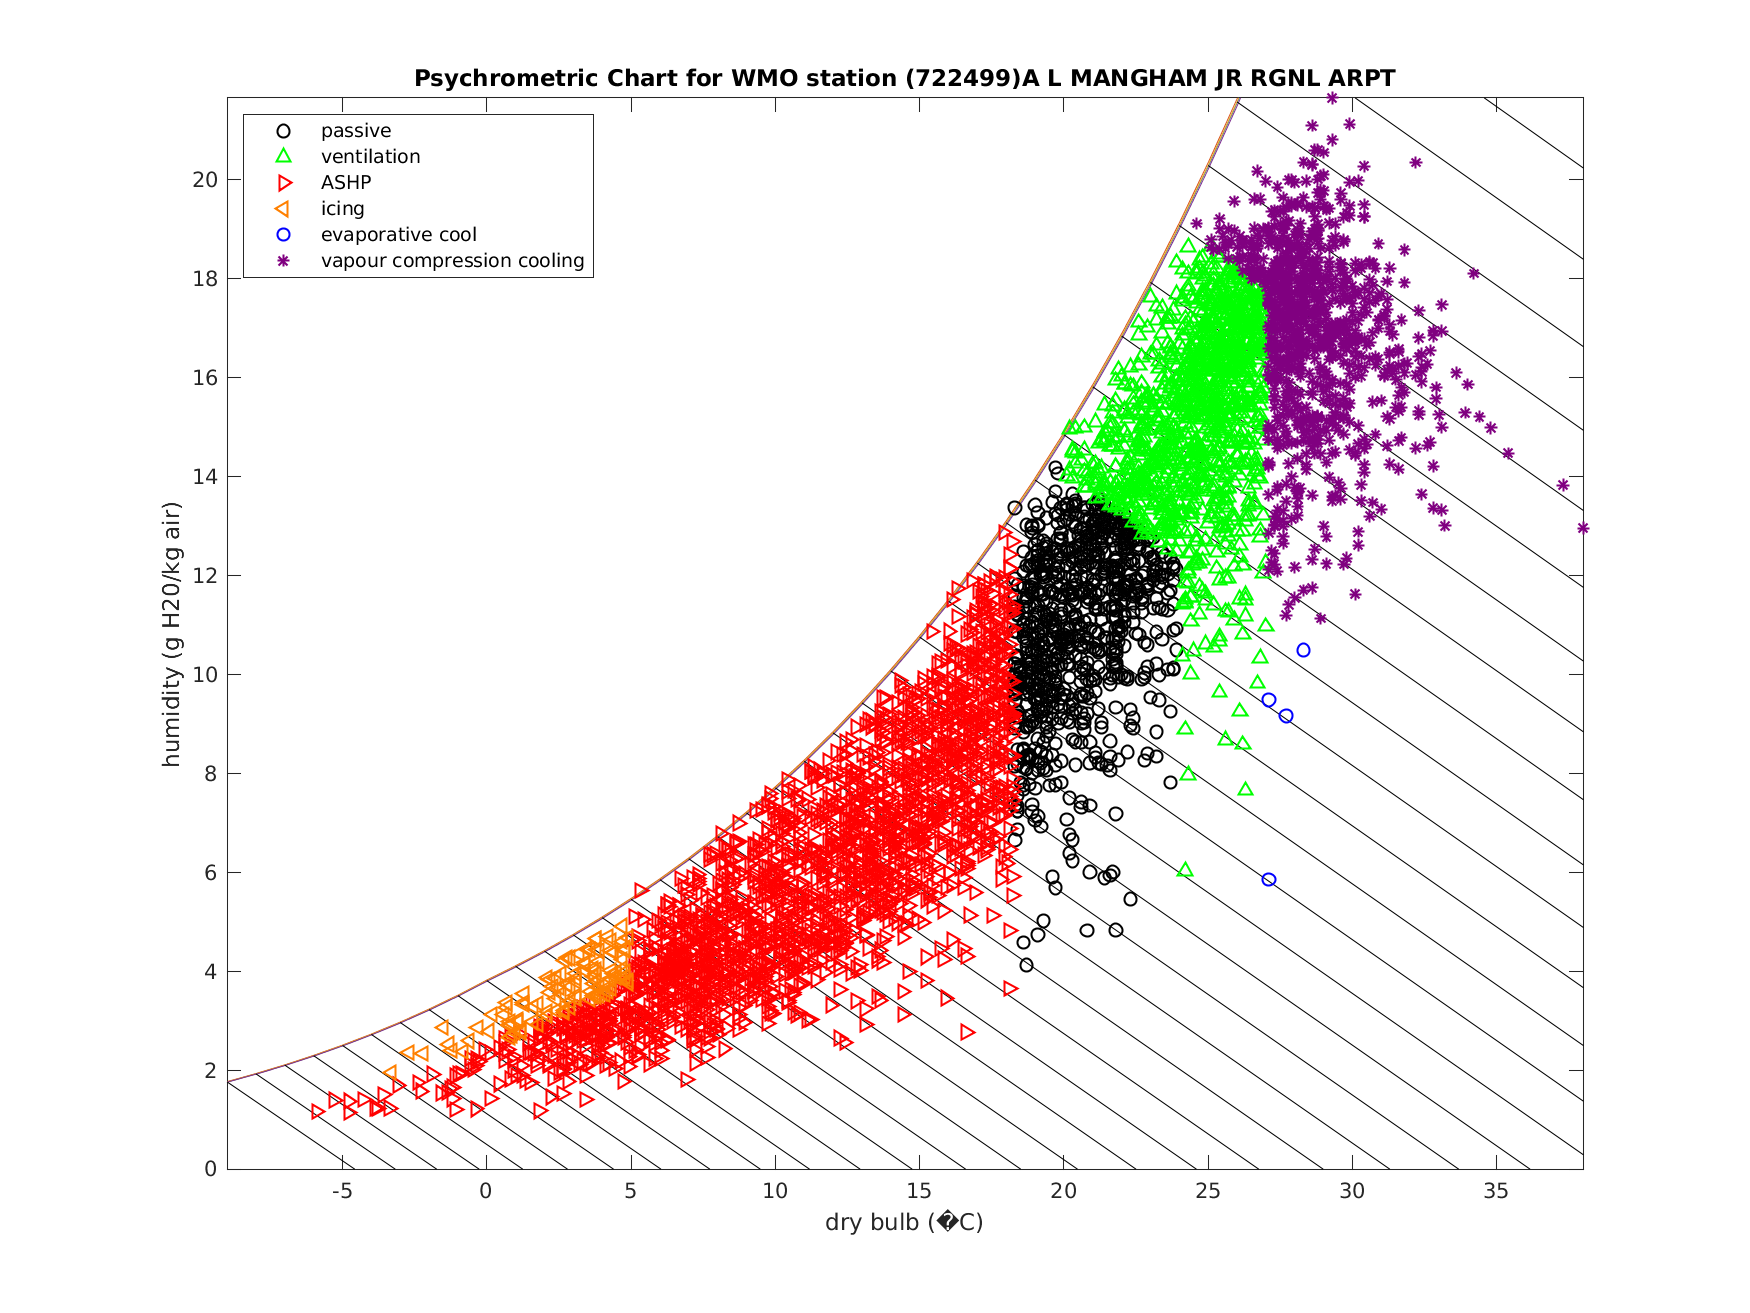 Psychrometric Chart for WMO station (722499)A L MANGHAM JR RGNL ARPT
passive
ventilation
ASHP
icing
evaporative cool
vapour compression cooling
humidity (g H20/kg air)
20
18
16
14
12
10
8
6
4
2
0
-5 0 5 10 15 20 25 30 35
dry bulb (�C)